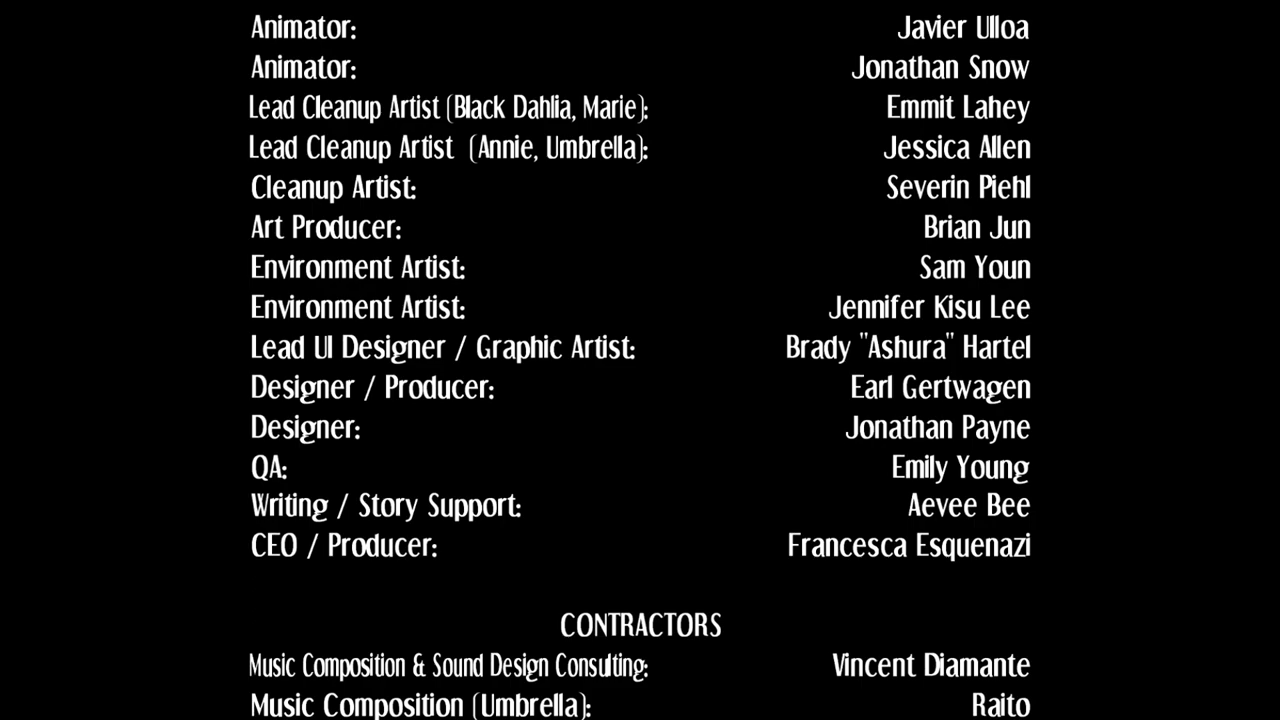 Animator: Javier Ulloa
Animator: Jonathan Snow
Lead Cleanup Artist (Black Dahlia, Marie): Emmit Lahey
Lead Cleanup Artist (Annie, Umbrella): Jessica Allen
Cleanup Artist: Severin Piehl
Art Producer: Brian Jun
Environment Artist: Sam Youn
Environment Artist: Jennifer Kisu Lee
Lead UI Designer / Graphic Artist: Brady "Ashura" Hartel
Designer / Producer: Earl Gertwagen
Designer: Jonathan Payne
QA: Emily Young
Writing / Story Support: Aevee Bee
CEO / Producer: Francesca Esquenazi
CONTRACTORS
Music Composition & Sound Design Consulting: Vincent Diamante
Music Composition (Umbrella): Raito